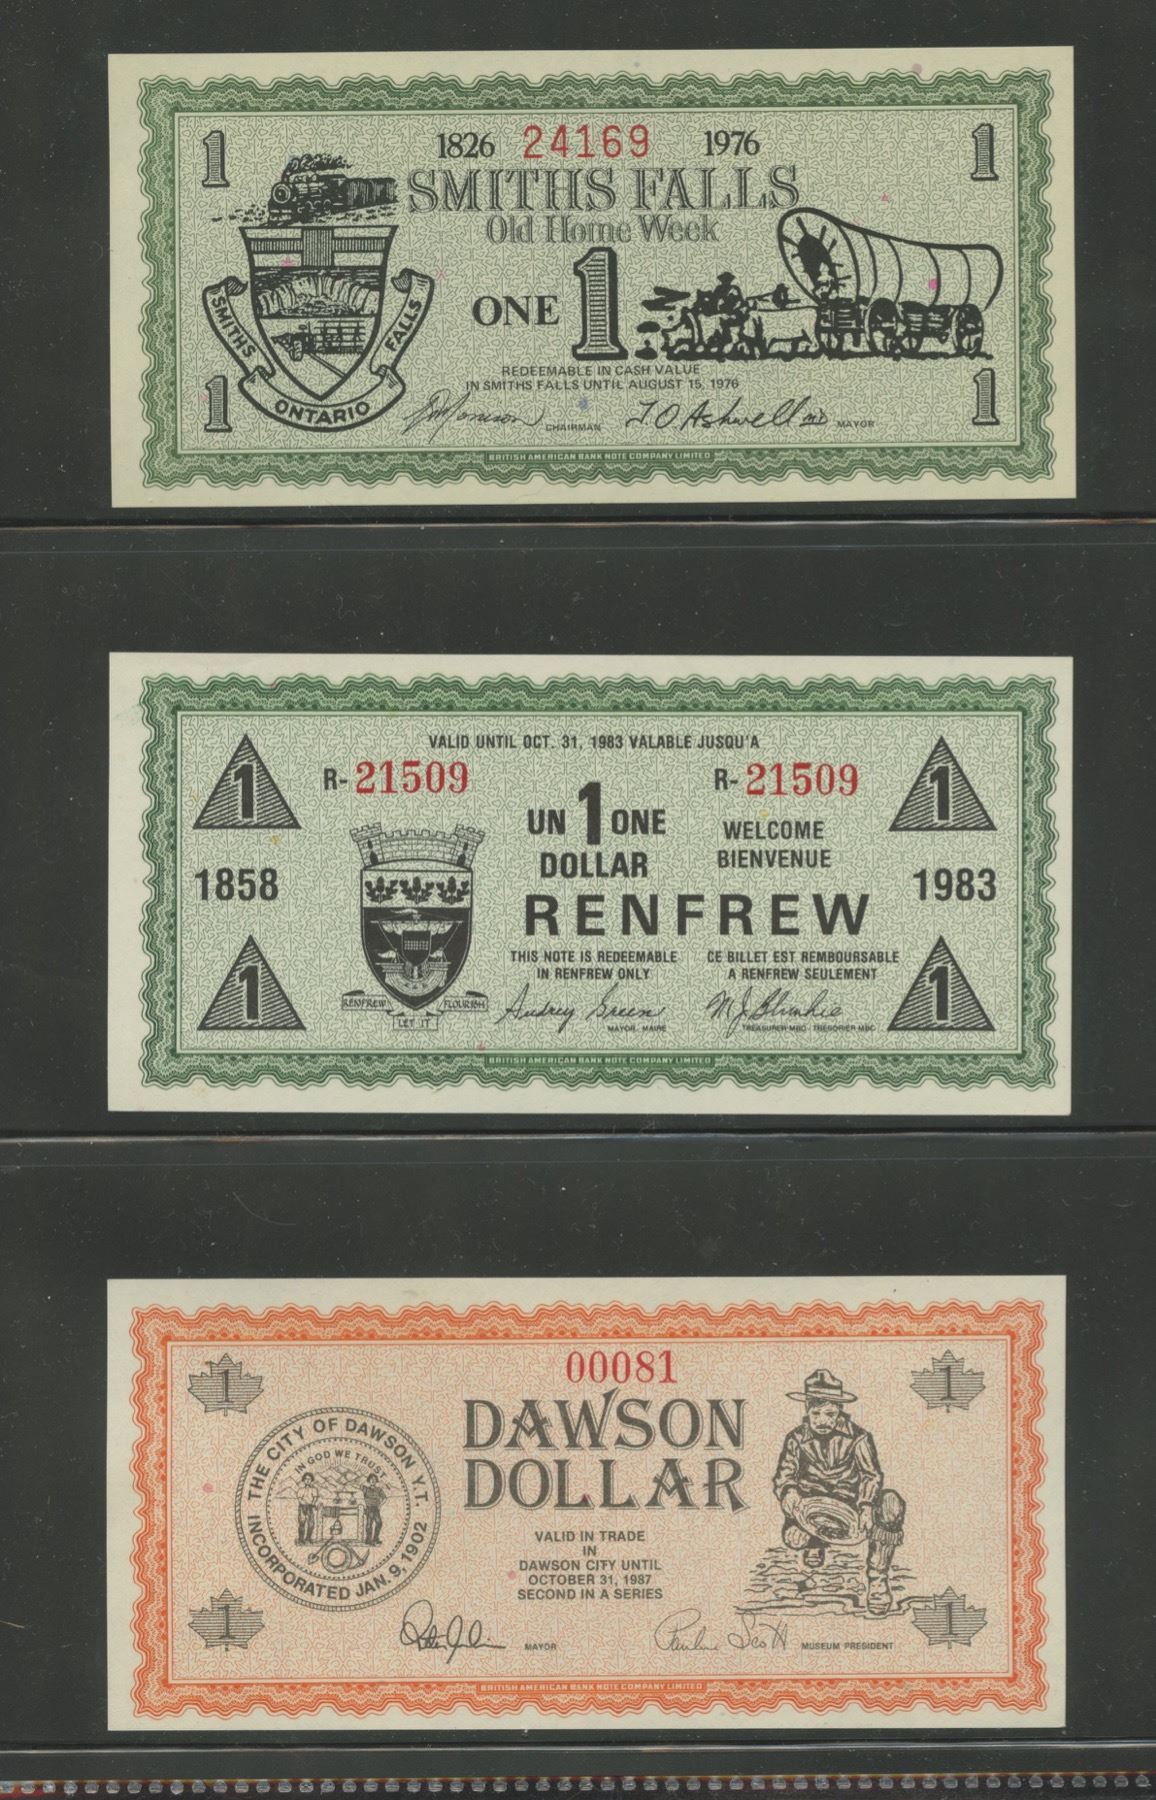 1826 24169 1976
1 1
SMITHS FALLS
Old Home Week
ONE 1
SMITHS FALLS
ONTARIO
REDEEMABLE IN CASH VALUE
IN SMITHS FALLS UNTIL AUGUST 15, 1976
1 1
CHAIRMAN T.O. Ashwell MD MAYOR
BRITISH AMERICAN BANK NOTE COMPANY LIMITED
VALID UNTIL OCT. 31, 1983 VALABLE JUSQU'A
1 R-21509 R-21509 1
UN 1 ONE
DOLLAR
WELCOME
BIENVENUE
1858 1983
RENFREW
THIS NOTE IS REDEEMABLE
IN RENFREW ONLY
CE BILLET EST REMBOURSABLE
A RENFREW SEULEMENT
1 1
RENFREW FLOURISH
LET IT
Audrey Green
MAYOR - MAIRE
TREASURER-MBC - TRESORIER-MBC
BRITISH AMERICAN BANK NOTE COMPANY LIMITED
00081
1 1
DAWSON
DOLLAR
THE CITY OF DAWSON Y.T.
INCORPORATED JAN. 9, 1902
IN GOD WE TRUST
VALID IN TRADE
IN
DAWSON CITY UNTIL
OCTOBER 31, 1987
SECOND IN A SERIES
1 1
MAYOR Pauline Scott MUSEUM PRESIDENT
BRITISH AMERICAN BANK NOTE COMPANY LIMITED